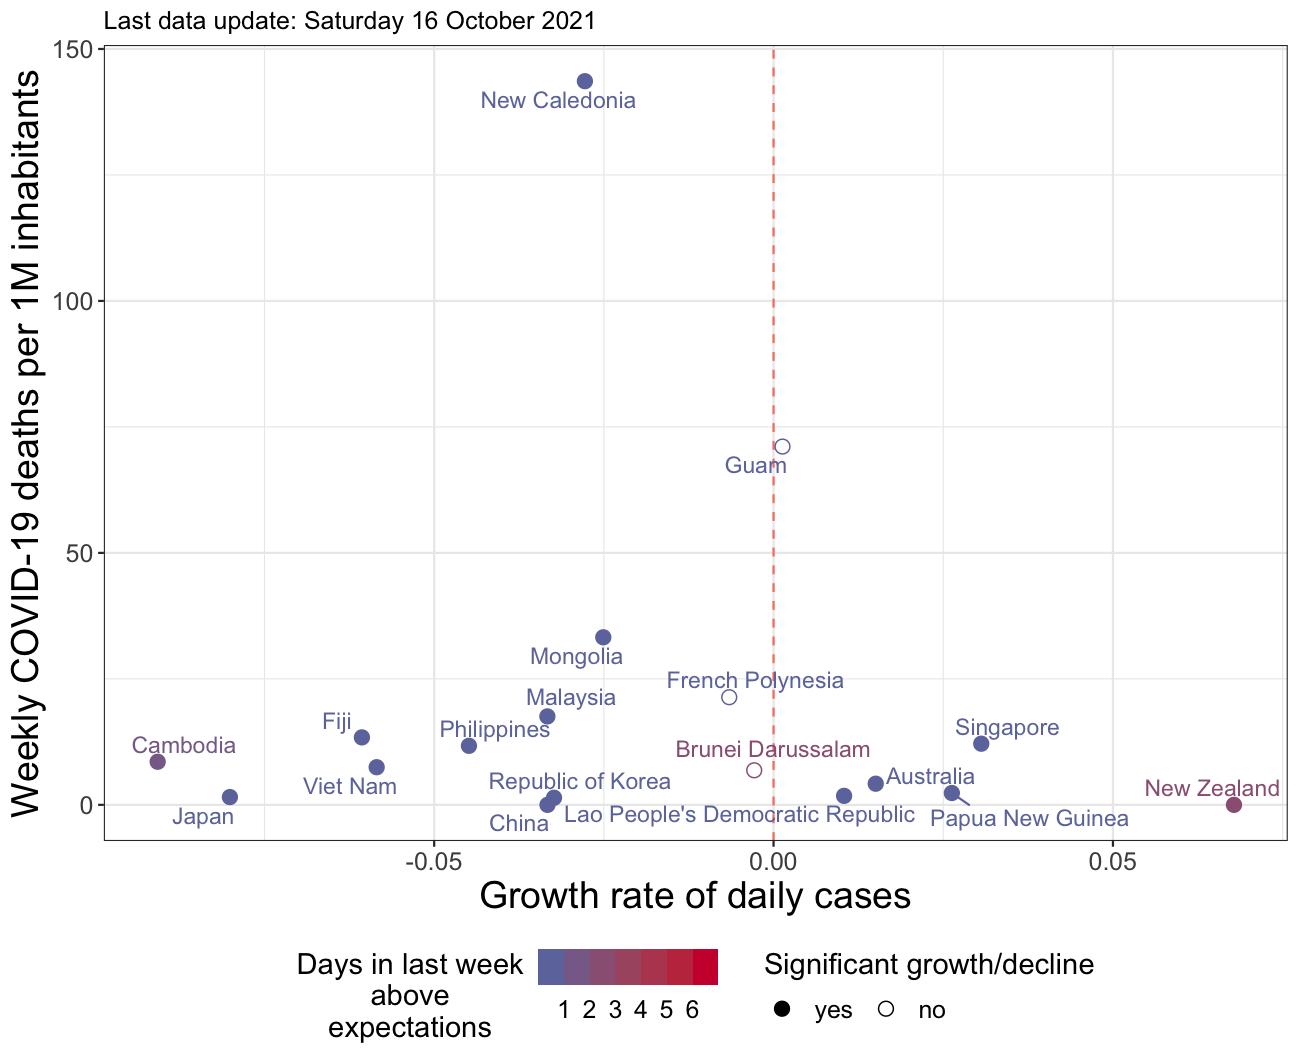 Last data update: Saturday 16 October 2021
Weekly COVID-19 deaths per 1M inhabitants
150
100
50
0
New Caledonia
Guam
Mongolia
French Polynesia
Malaysia
Fiji
Philippines
Singapore
Cambodia
Brunei Darussalam
Viet Nam
Republic of Korea
Australia
New Zealand
Japan
China
Lao People's Democratic Republic
Papua New Guinea
-0.05
0.00
0.05
Growth rate of daily cases
Days in last week
above
expectations
1 2 3 4 5 6
Significant growth/decline
yes no